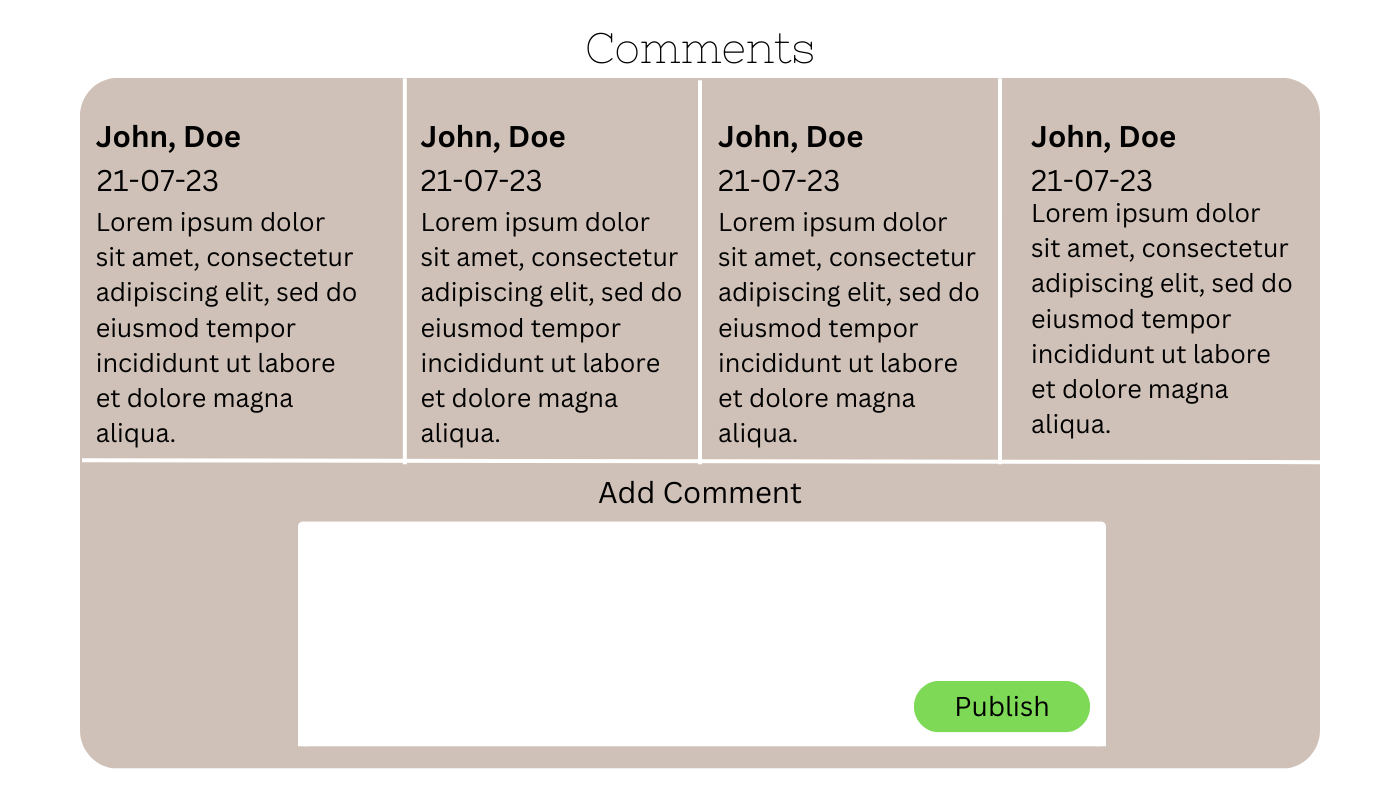 Comments
John, Doe
21-07-23
Lorem ipsum dolor
sit amet, consectetur
adipiscing elit, sed do
eiusmod tempor
incididunt ut labore
et dolore magna
aliqua.
John, Doe
21-07-23
Lorem ipsum dolor
sit amet, consectetur
adipiscing elit, sed do
eiusmod tempor
incididunt ut labore
et dolore magna
aliqua.
John, Doe
21-07-23
Lorem ipsum dolor
sit amet, consectetur
adipiscing elit, sed do
eiusmod tempor
incididunt ut labore
et dolore magna
aliqua.
John, Doe
21-07-23
Lorem ipsum dolor
sit amet, consectetur
adipiscing elit, sed do
eiusmod tempor
incididunt ut labore
et dolore magna
aliqua.
Add Comment
Publish